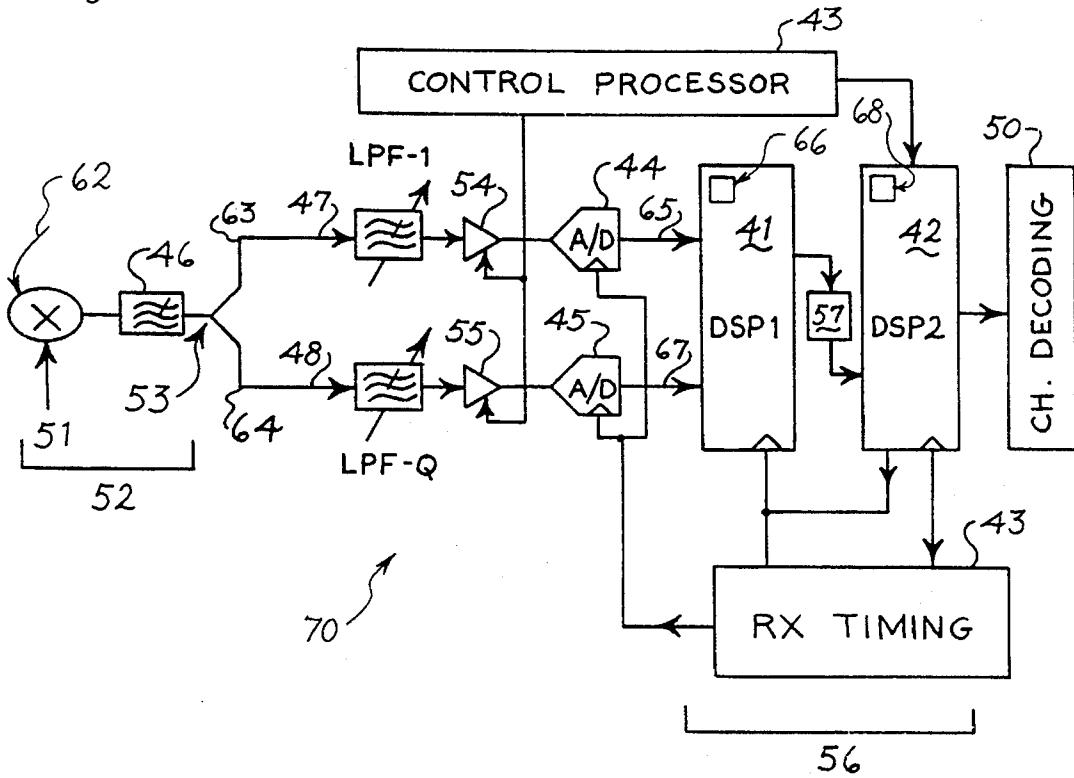 43
CONTROL PROCESSOR
68
50
62
LPF-1
54
44
66
63
47
65
46
A/D
41
42
CH. DECODING
X
57
DSP1
DSP2
48
55
45
67
53
A/D
51
64
LPF-Q
52
43
RX TIMING
70
56